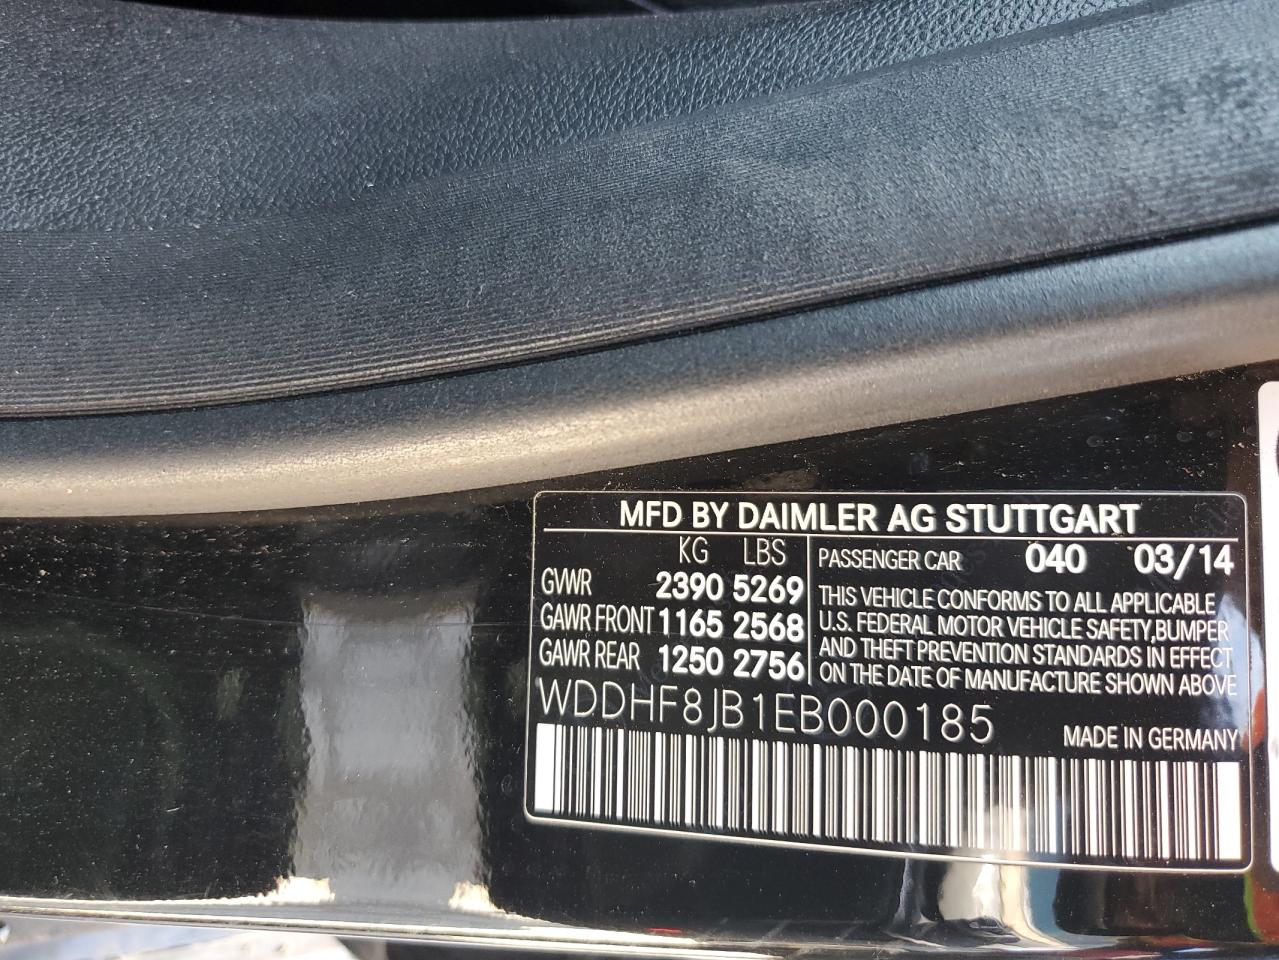 MFD BY DAIMLER AG STUTTGART
KG LBS
GVWR 2390 5269
GAWR FRONT 1165 2568
GAWR REAR 1250 2756
PASSENGER CAR 040 03/14
THIS VEHICLE CONFORMS TO ALL APPLICABLE
U.S. FEDERAL MOTOR VEHICLE SAFETY,BUMPER
AND THEFT PREVENTION STANDARDS IN EFFECT
ON THE DATE OF MANUFACTURE SHOWN ABOVE
WDDHF8JB1EB000185
MADE IN GERMANY